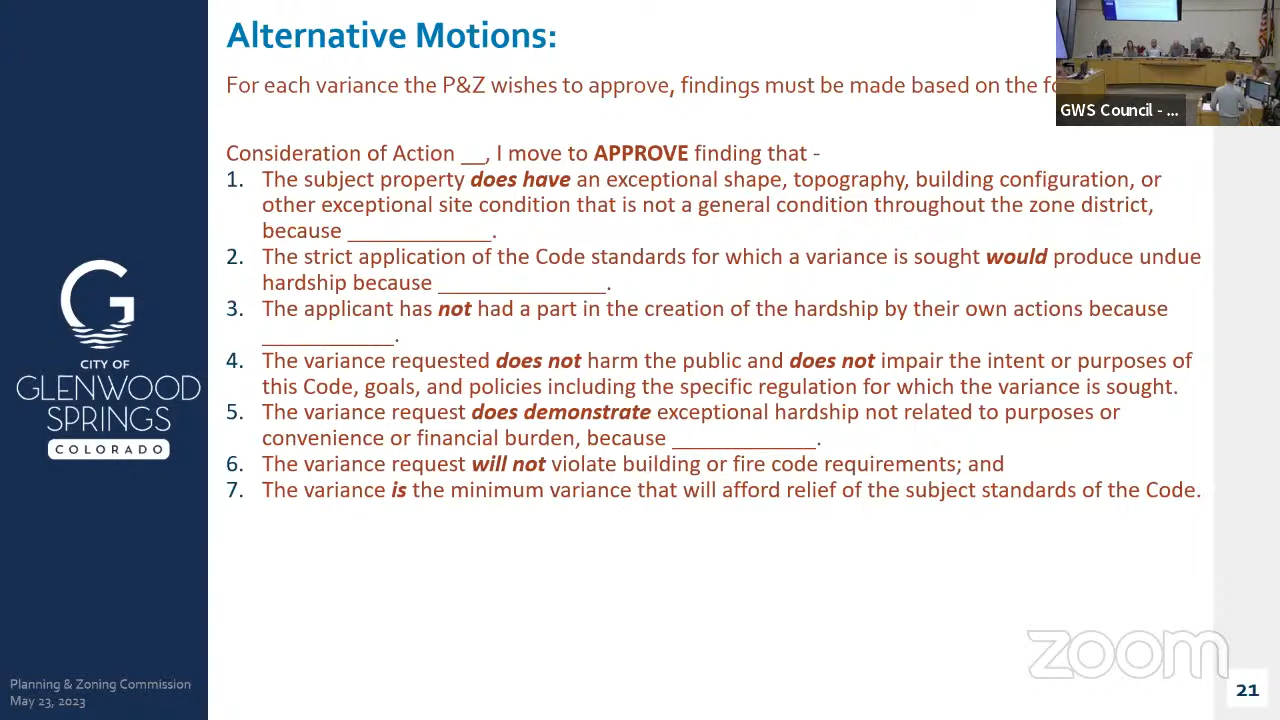 Alternative Motions:
For each variance the P&Z wishes to approve, findings must be made based on the
GWS Council - ...
Consideration of Action __, I move to APPROVE finding that -
1. The subject property does have an exceptional shape, topography, building configuration, or
other exceptional site condition that is not a general condition throughout the zone district,
because ____________.
2. The strict application of the Code standards for which a variance is sought would produce undue
hardship because ______________.
3. The applicant has not had a part in the creation of the hardship by their own actions because
___________.
4. The variance requested does not harm the public and does not impair the intent or purposes of
this Code, goals, and policies including the specific regulation for which the variance is sought.
5. The variance request does demonstrate exceptional hardship not related to purposes or
convenience or financial burden, because ____________.
6. The variance request will not violate building or fire code requirements; and
7. The variance is the minimum variance that will afford relief of the subject standards of the Code.
G
CITY OF
GLENWOOD
SPRINGS
COLORADO
Planning & Zoning Commission
May 23, 2023
zoom
21